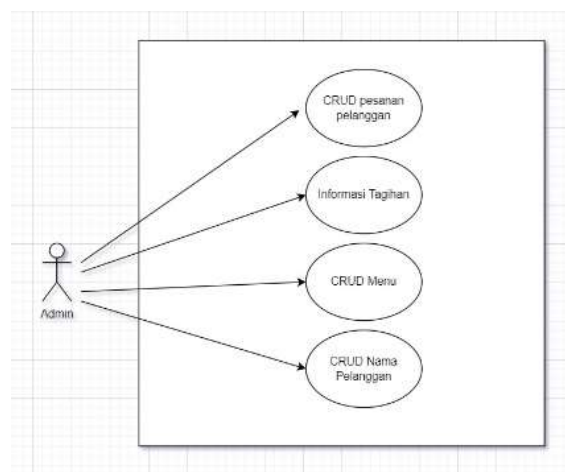 CRUD pesanan
pelanggan
Informasi Tagihan
CRUD Menu
Admin
CRUD Nama
Pelanggan